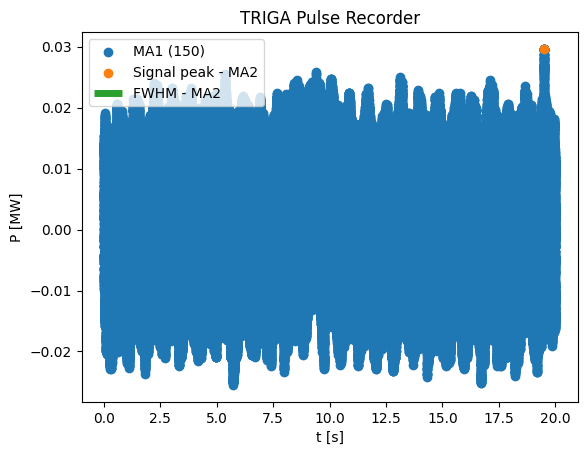 TRIGA Pulse Recorder
MA1 (150)
Signal peak - MA2
FWHM - MA2
P [MW]
0.03
0.02
0.01
0.00
−0.01
−0.02
0.0 2.5 5.0 7.5 10.0 12.5 15.0 17.5 20.0
t [s]